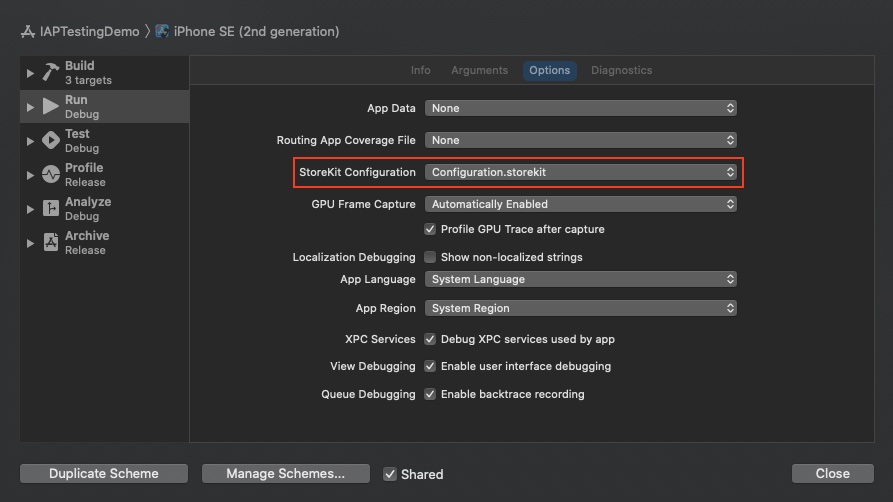 IAPTestingDemo 〉 iPhone SE (2nd generation)
Build
3 targets
Run
Debug
Test
Debug
Profile
Release
Analyze
Debug
Archive
Release
Info Arguments Options Diagnostics
App Data None
Routing App Coverage File None
StoreKit Configuration Configuration.storekit
GPU Frame Capture Automatically Enabled
Profile GPU Trace after capture
Localization Debugging Show non-localized strings
App Language System Language
App Region System Region
XPC Services Debug XPC services used by app
View Debugging Enable user interface debugging
Queue Debugging Enable backtrace recording
Duplicate Scheme Manage Schemes... Shared Close